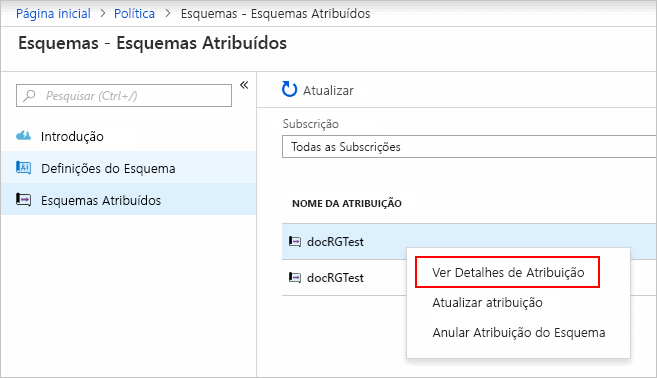 Página inicial > Política > Esquemas - Esquemas Atribuídos
Esquemas - Esquemas Atribuídos
Pesquisar (Ctrl+/)
«
Introdução
Definições do Esquema
Esquemas Atribuídos
Atualizar
Subscrição
Todas as Subscrições
NOME DA ATRIBUIÇÃO
docRGTest
docRGTest
Ver Detalhes de Atribuição
Atualizar atribuição
Anular Atribuição do Esquema